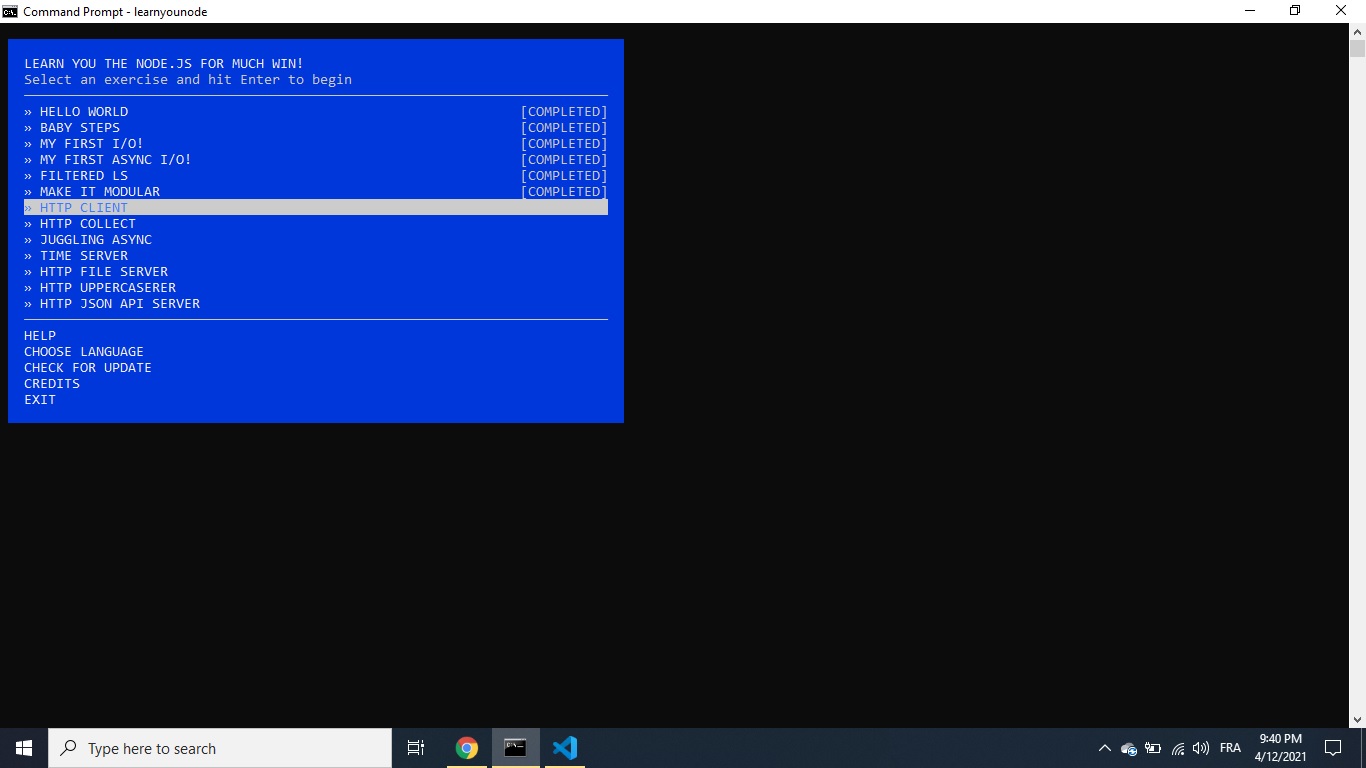 Command Prompt - learnyounode
LEARN YOU THE NODE.JS FOR MUCH WIN!
Select an exercise and hit Enter to begin
» HELLO WORLD [COMPLETED]
» BABY STEPS [COMPLETED]
» MY FIRST I/O! [COMPLETED]
» MY FIRST ASYNC I/O! [COMPLETED]
» FILTERED LS [COMPLETED]
» MAKE IT MODULAR [COMPLETED]
» HTTP CLIENT
» HTTP COLLECT
» JUGGLING ASYNC
» TIME SERVER
» HTTP FILE SERVER
» HTTP UPPERCASERER
» HTTP JSON API SERVER
HELP
CHOOSE LANGUAGE
CHECK FOR UPDATE
CREDITS
EXIT
Type here to search
FRA
9:40 PM
4/12/2021